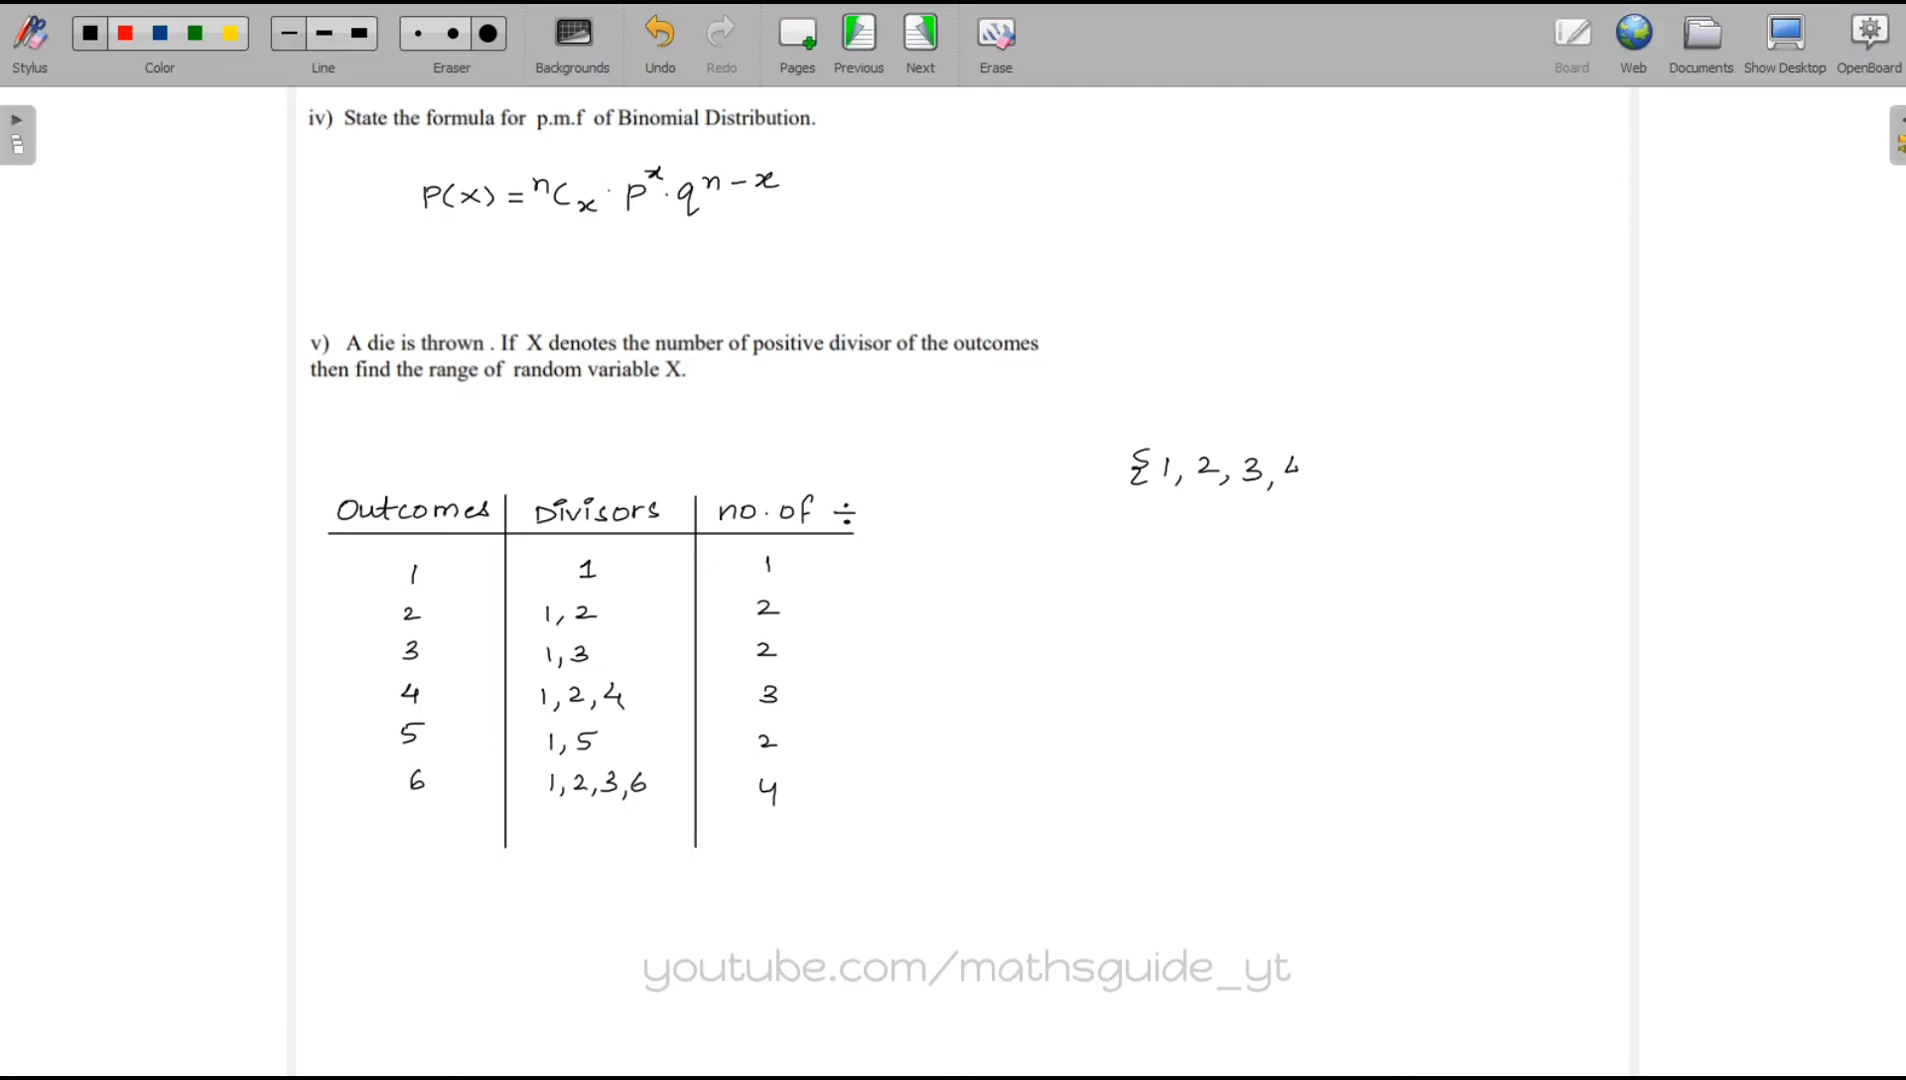 Stylus Color Line Eraser Backgrounds Undo Redo Pages Previous Next Erase Board Web Documents Show Desktop OpenBoard
iv) State the formula for p.m.f of Binomial Distribution.
P(x) = ⁿCₓ · pˣ · qⁿ⁻ˣ
v) A die is thrown . If X denotes the number of positive divisor of the outcomes
then find the range of random variable X.
{1, 2, 3, 4
Outcomes Divisors no. of ÷
1 1 1
2 1, 2 2
3 1, 3 2
4 1, 2, 4 3
5 1, 5 2
6 1, 2, 3, 6 4
youtube.com/mathsguide_yt